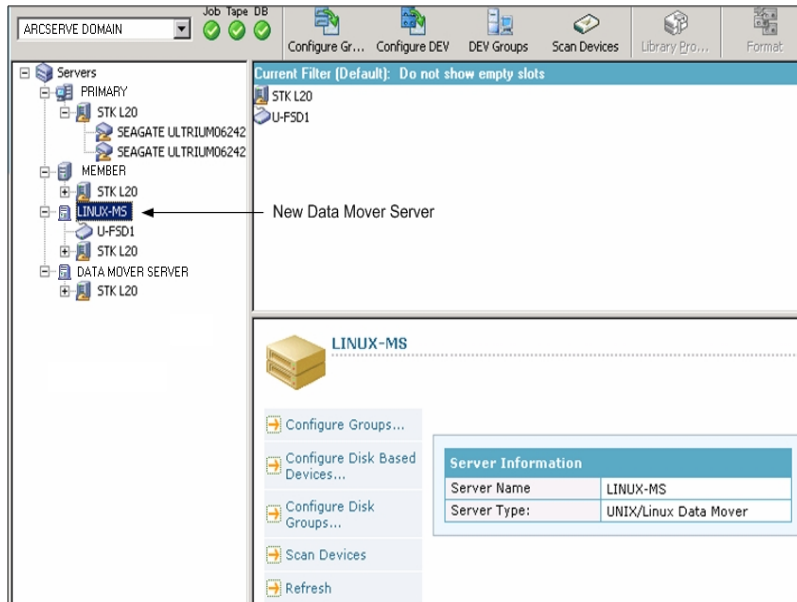 Job Tape DB
ARCSERVE DOMAIN
Configure Gr...
Configure DEV
DEV Groups
Scan Devices
Library Pro...
Format
Servers
PRIMARY
STK L20
SEAGATE ULTRIUM06242
SEAGATE ULTRIUM06242
MEMBER
STK L20
LINUX-MS
U-FSD1
STK L20
DATA MOVER SERVER
STK L20
Current Filter (Default): Do not show empty slots
STK L20
U-FSD1
New Data Mover Server
LINUX-MS
Configure Groups...
Configure Disk Based
Devices...
Configure Disk
Groups...
Scan Devices
Refresh
Server Information
Server Name LINUX-MS
Server Type: UNIX/Linux Data Mover